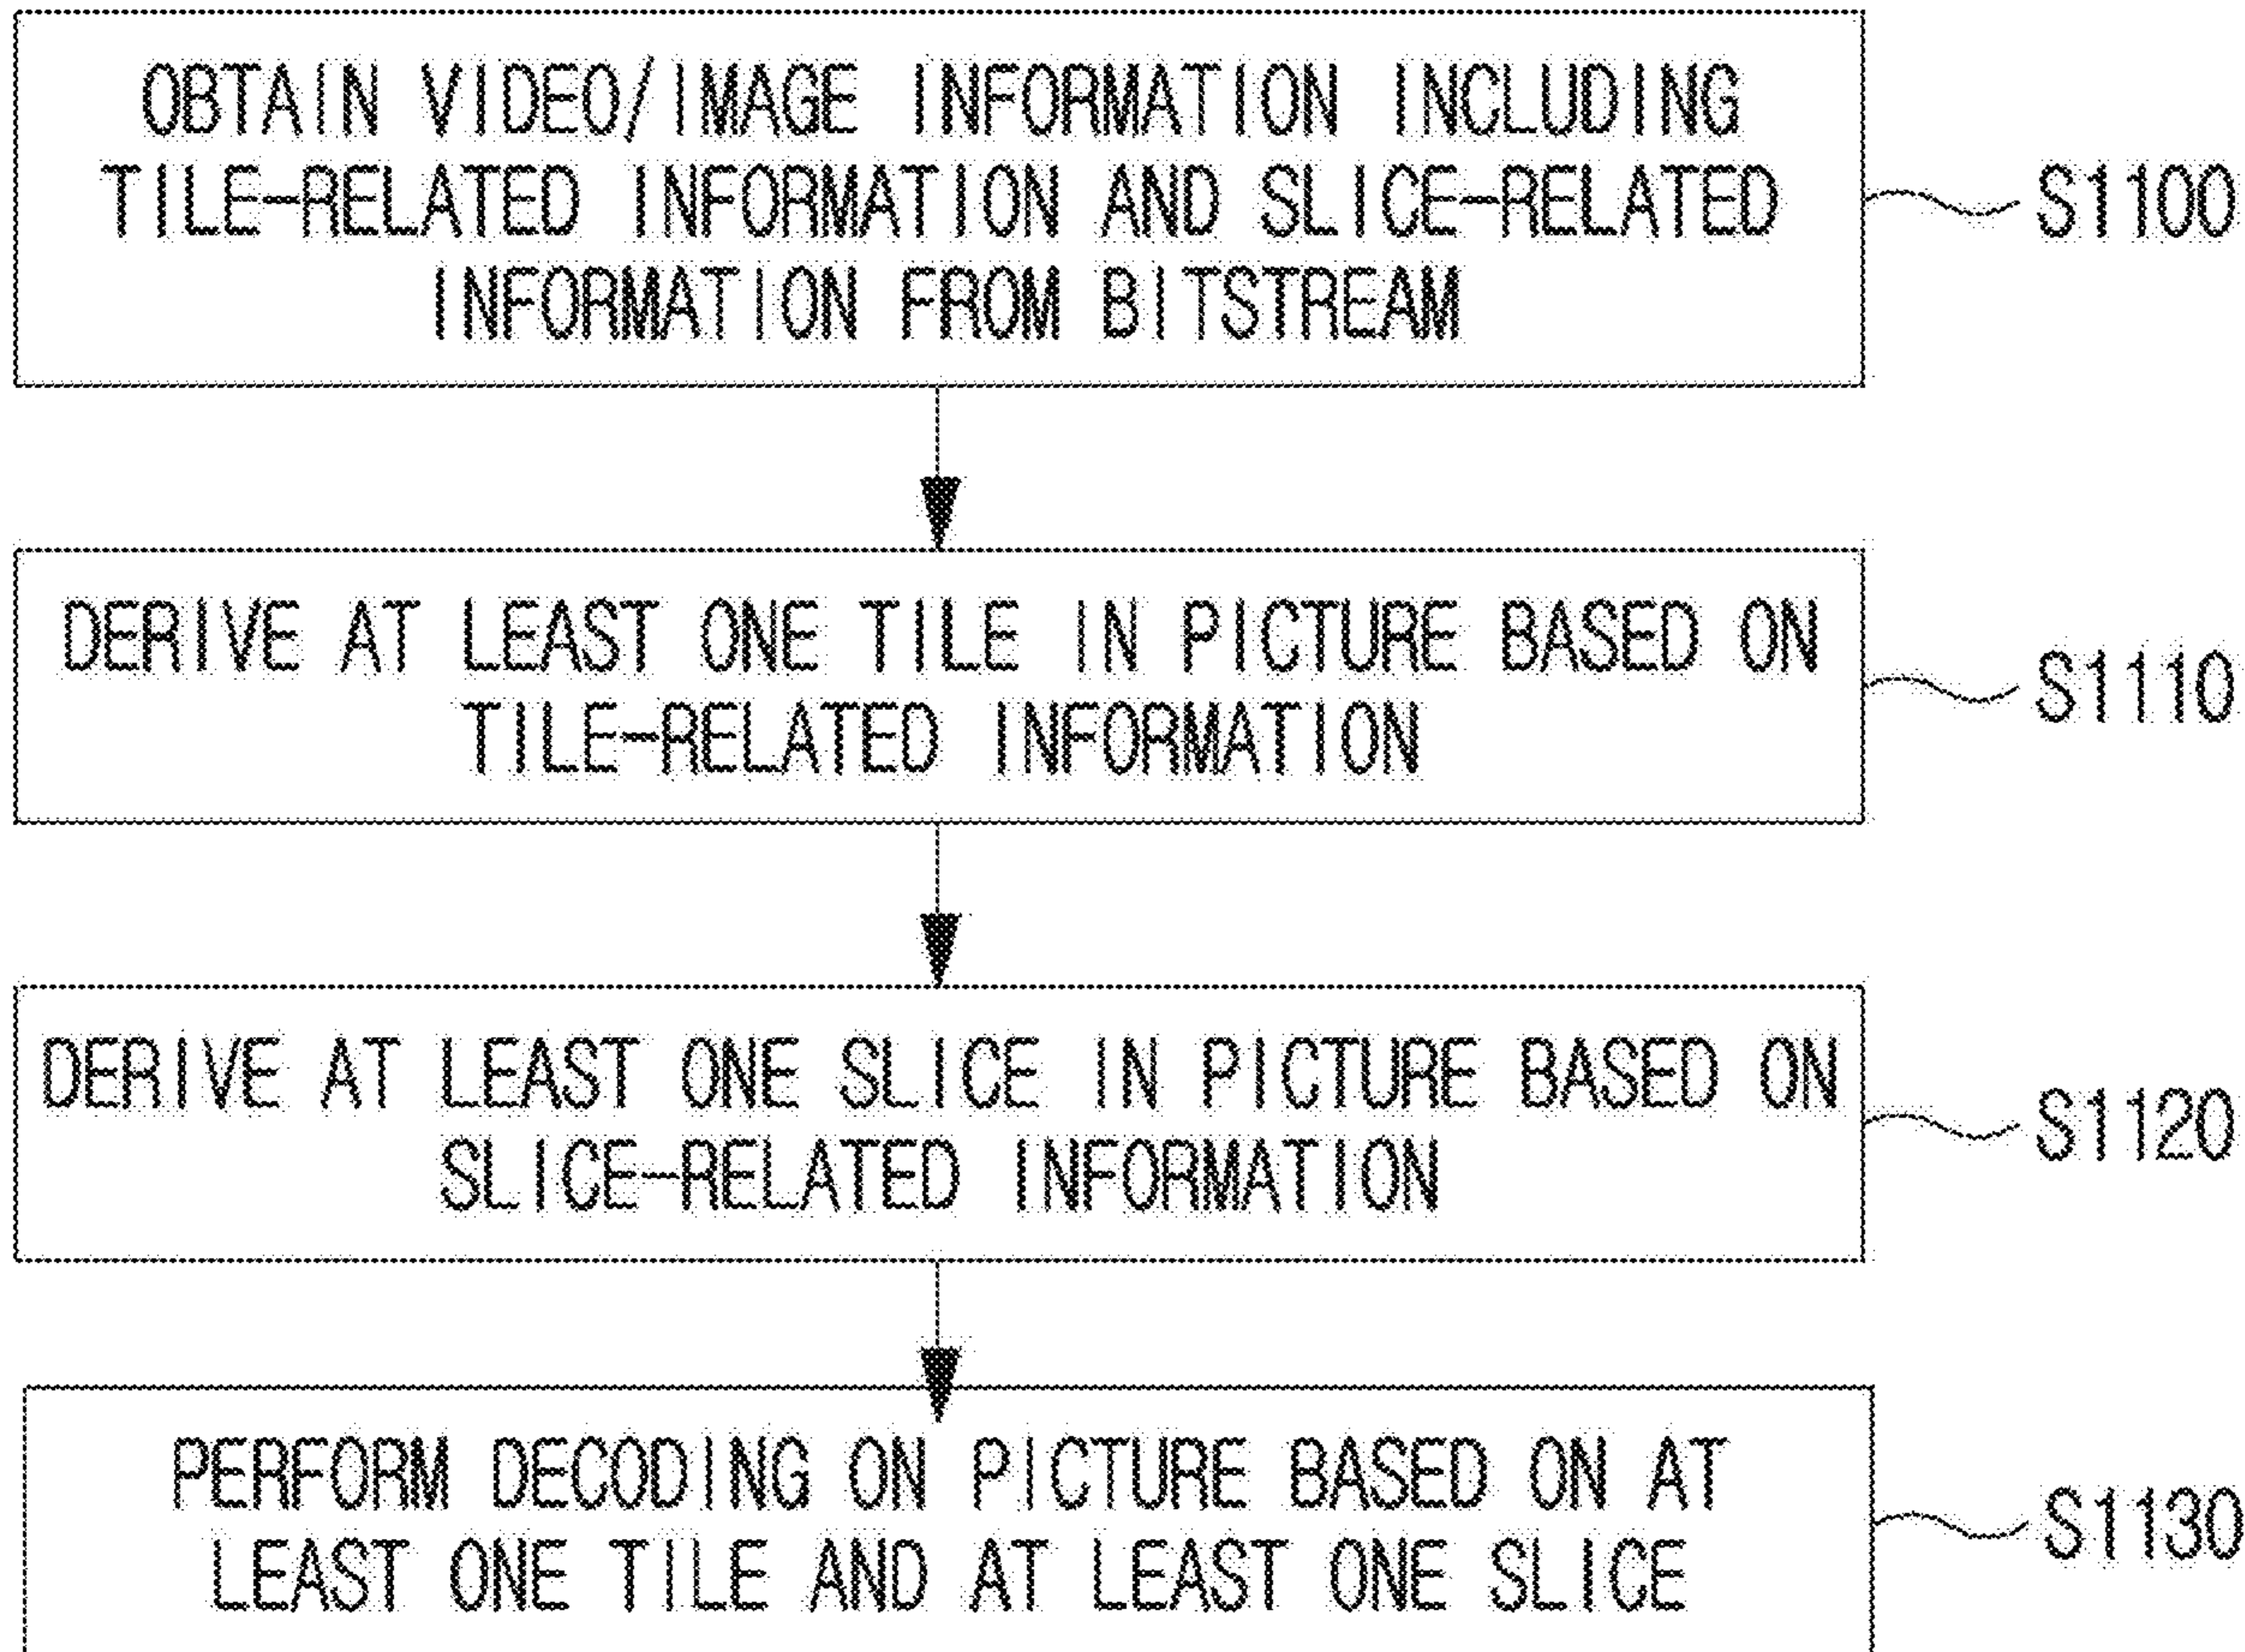 OBTAIN VIDEO/IMAGE INFORMATION INCLUDING
TILE-RELATED INFORMATION AND SLICE-RELATED
INFORMATION FROM BITSTREAM
S1100
DERIVE AT LEAST ONE TILE IN PICTURE BASED ON
TILE-RELATED INFORMATION
S1110
DERIVE AT LEAST ONE SLICE IN PICTURE BASED ON
SLICE-RELATED INFORMATION
S1120
PERFORM DECODING ON PICTURE BASED ON AT
LEAST ONE TILE AND AT LEAST ONE SLICE
S1130